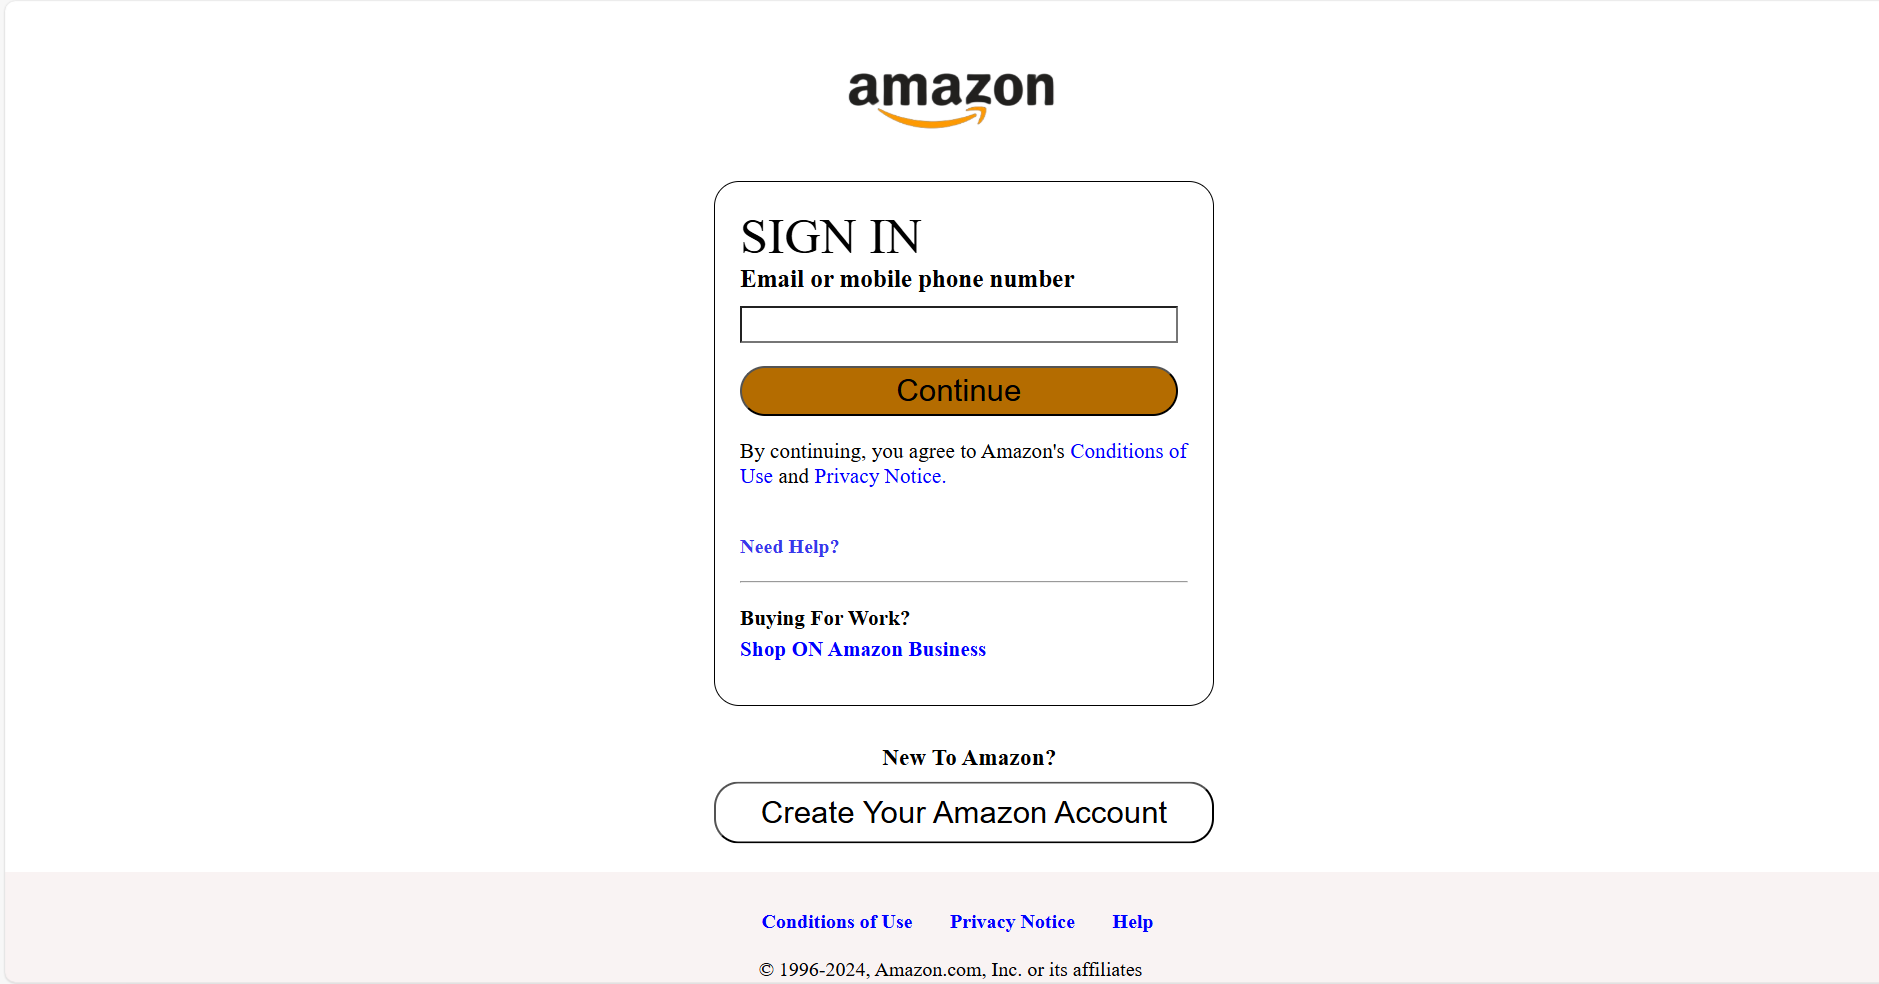 amazon
SIGN IN
Email or mobile phone number
Continue
By continuing, you agree to Amazon's Conditions of
Use and Privacy Notice.
Need Help?
Buying For Work?
Shop ON Amazon Business
New To Amazon?
Create Your Amazon Account
Conditions of Use Privacy Notice Help
© 1996-2024, Amazon.com, Inc. or its affiliates